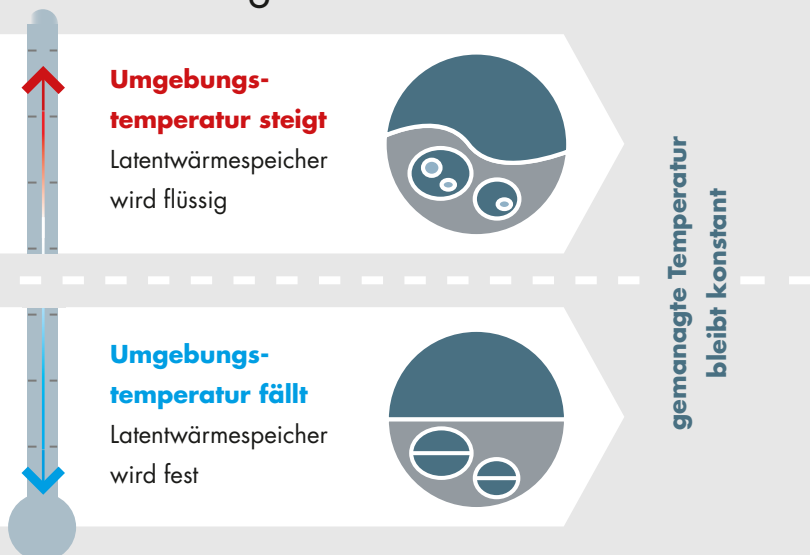 Umgebungs-
temperatur steigt
Latentwärmespeicher
wird flüssig
Umgebungs-
temperatur fällt
Latentwärmespeicher
wird fest
gemanagte Temperatur
bleibt konstant